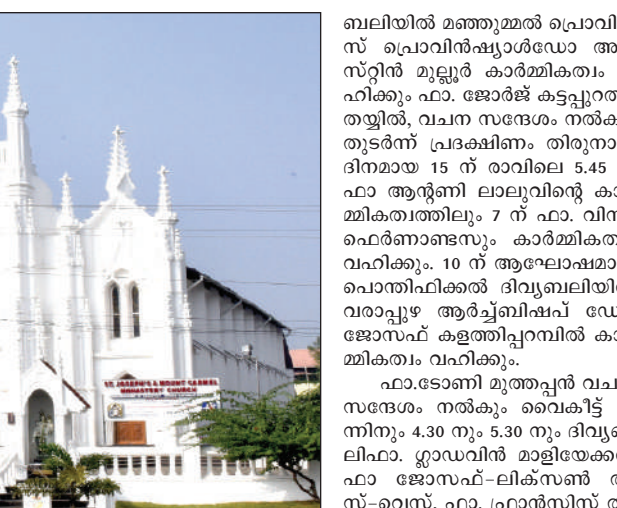 ST. JOSEPH'S & MOUNT CARMEL
MONASTERY CHURCH
ബലിയിൽ മഞ്ഞുമ്മൽ പ്രൊവി
സ് പ്രൊവിൻഷ്യാൾഡോ അ
സ്റ്റിൻ മുല്ലൂർ കാർമ്മികത്വം
ഹിക്കും ഫാ. ജോർജ് കട്ടപ്പുറ
തയ്യിൽ, വചന സന്ദേശം നൽക
തുടർന്ന് പ്രദക്ഷിണം തിരുനാ
ദിനമായ 15 ന് രാവിലെ 5.45
ഫാ ആന്റണി ലാലുവിന്റെ കാ
മ്മികത്വത്തിലും 7 ന് ഫാ. വിൻ
ഫെർണാണ്ടസും കാർമ്മികത
വഹിക്കും. 10 ന് ആഘോഷമാ
പൊന്തിഫിക്കൽ ദിവ്യബലിയി
വരാപ്പുഴ ആർച്ച്ബിഷപ് ഡേ
ജോസഫ് കളത്തിപ്പറമ്പിൽ കാ
മ്മികത്വം വഹിക്കും.
ഫാ.ടോണി മുത്തപ്പൻ വച
സന്ദേശം നൽകും വൈകീട്ട്
ന്നിനും 4.30 നും 5.30 നും ദിവ്യ
ലിഫാ. ഗ്ലാഡവിൻ മാളിയേക്ക
ഫാ ജോസഫ്-ലിക്സൺ
സ്-വെസ്, ഫാ. ഫ്രാൻസിസ്